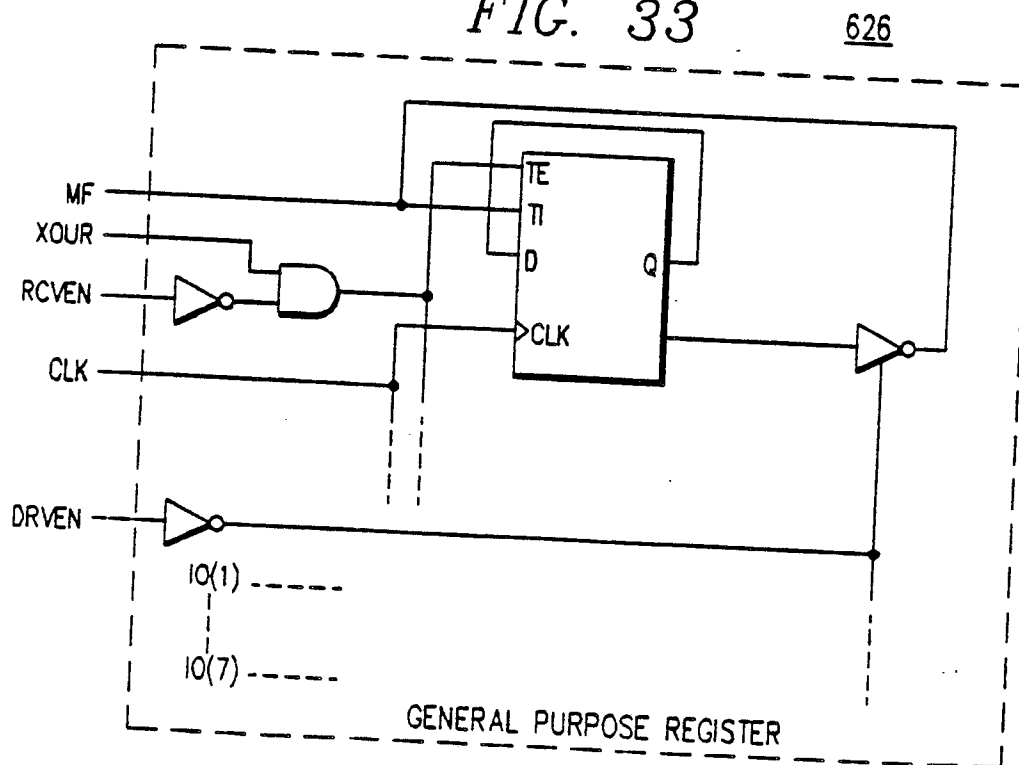 FIG. 33
626
MF
XOUR
RCVEN
CLK
DRVEN
TE
TI
D
Q
CLK
IO(1)
IO(7)
GENERAL PURPOSE REGISTER